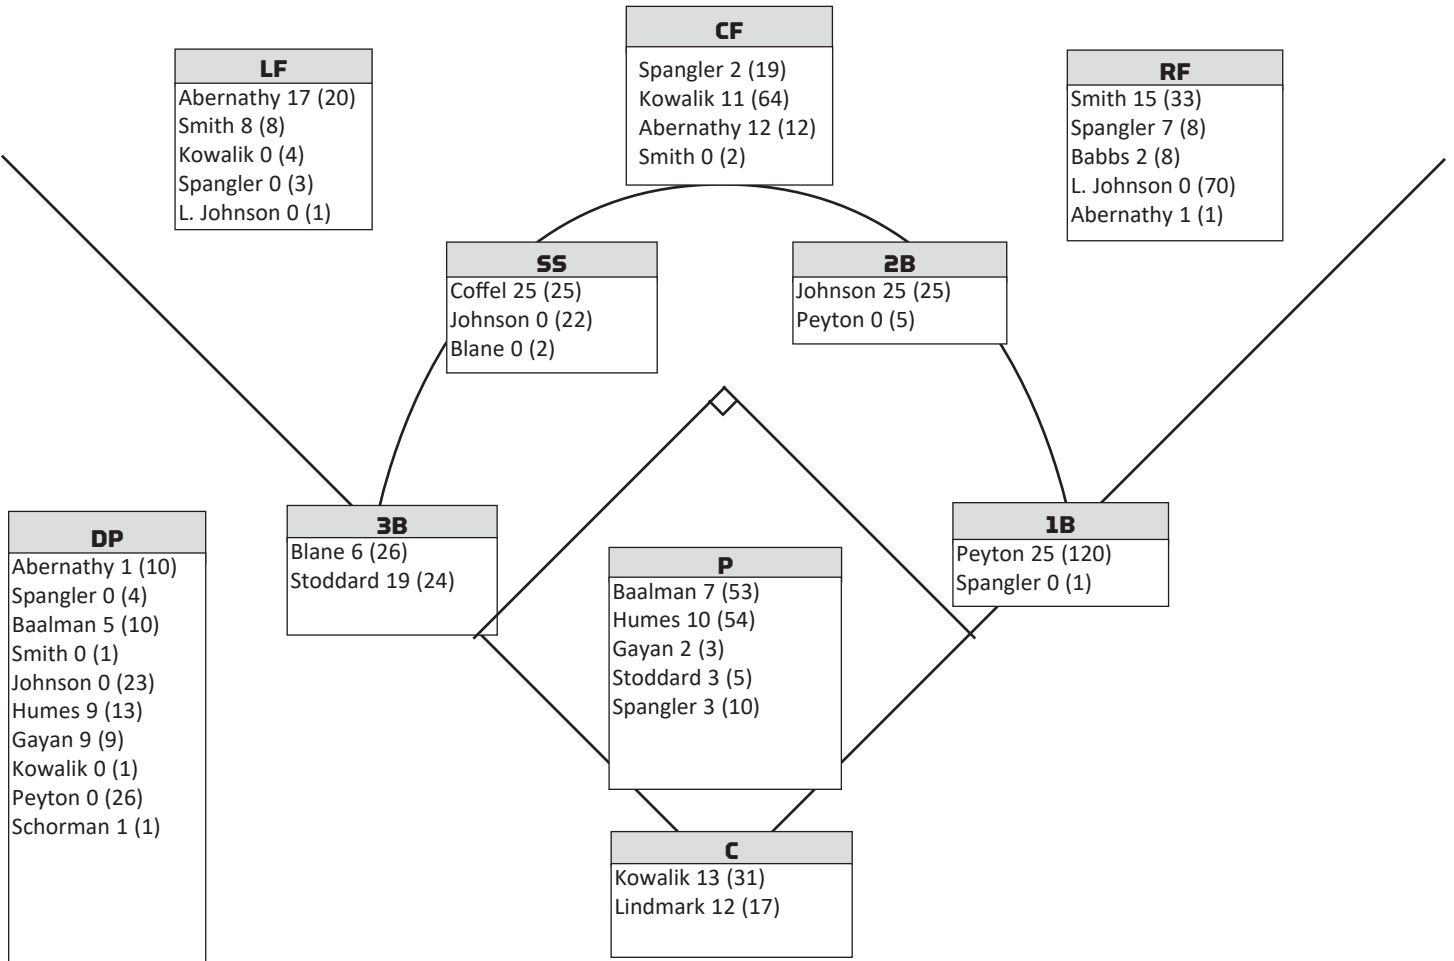 CF
Spangler 2 (19)
Kowalik 11 (64)
Abernathy 12 (12)
Smith 0 (2)
LF
Abernathy 17 (20)
Smith 8 (8)
Kowalik 0 (4)
Spangler 0 (3)
L. Johnson 0 (1)
RF
Smith 15 (33)
Spangler 7 (8)
Babbs 2 (8)
L. Johnson 0 (70)
Abernathy 1 (1)
SS
Coffel 25 (25)
Johnson 0 (22)
Blane 0 (2)
2B
Johnson 25 (25)
Peyton 0 (5)
3B
Blane 6 (26)
Stoddard 19 (24)
1B
Peyton 25 (120)
Spangler 0 (1)
DP
Abernathy 1 (10)
Spangler 0 (4)
Baalman 5 (10)
Smith 0 (1)
Johnson 0 (23)
Humes 9 (13)
Gayan 9 (9)
Kowalik 0 (1)
Peyton 0 (26)
Schorman 1 (1)
P
Baalman 7 (53)
Humes 10 (54)
Gayan 2 (3)
Stoddard 3 (5)
Spangler 3 (10)
C
Kowalik 13 (31)
Lindmark 12 (17)